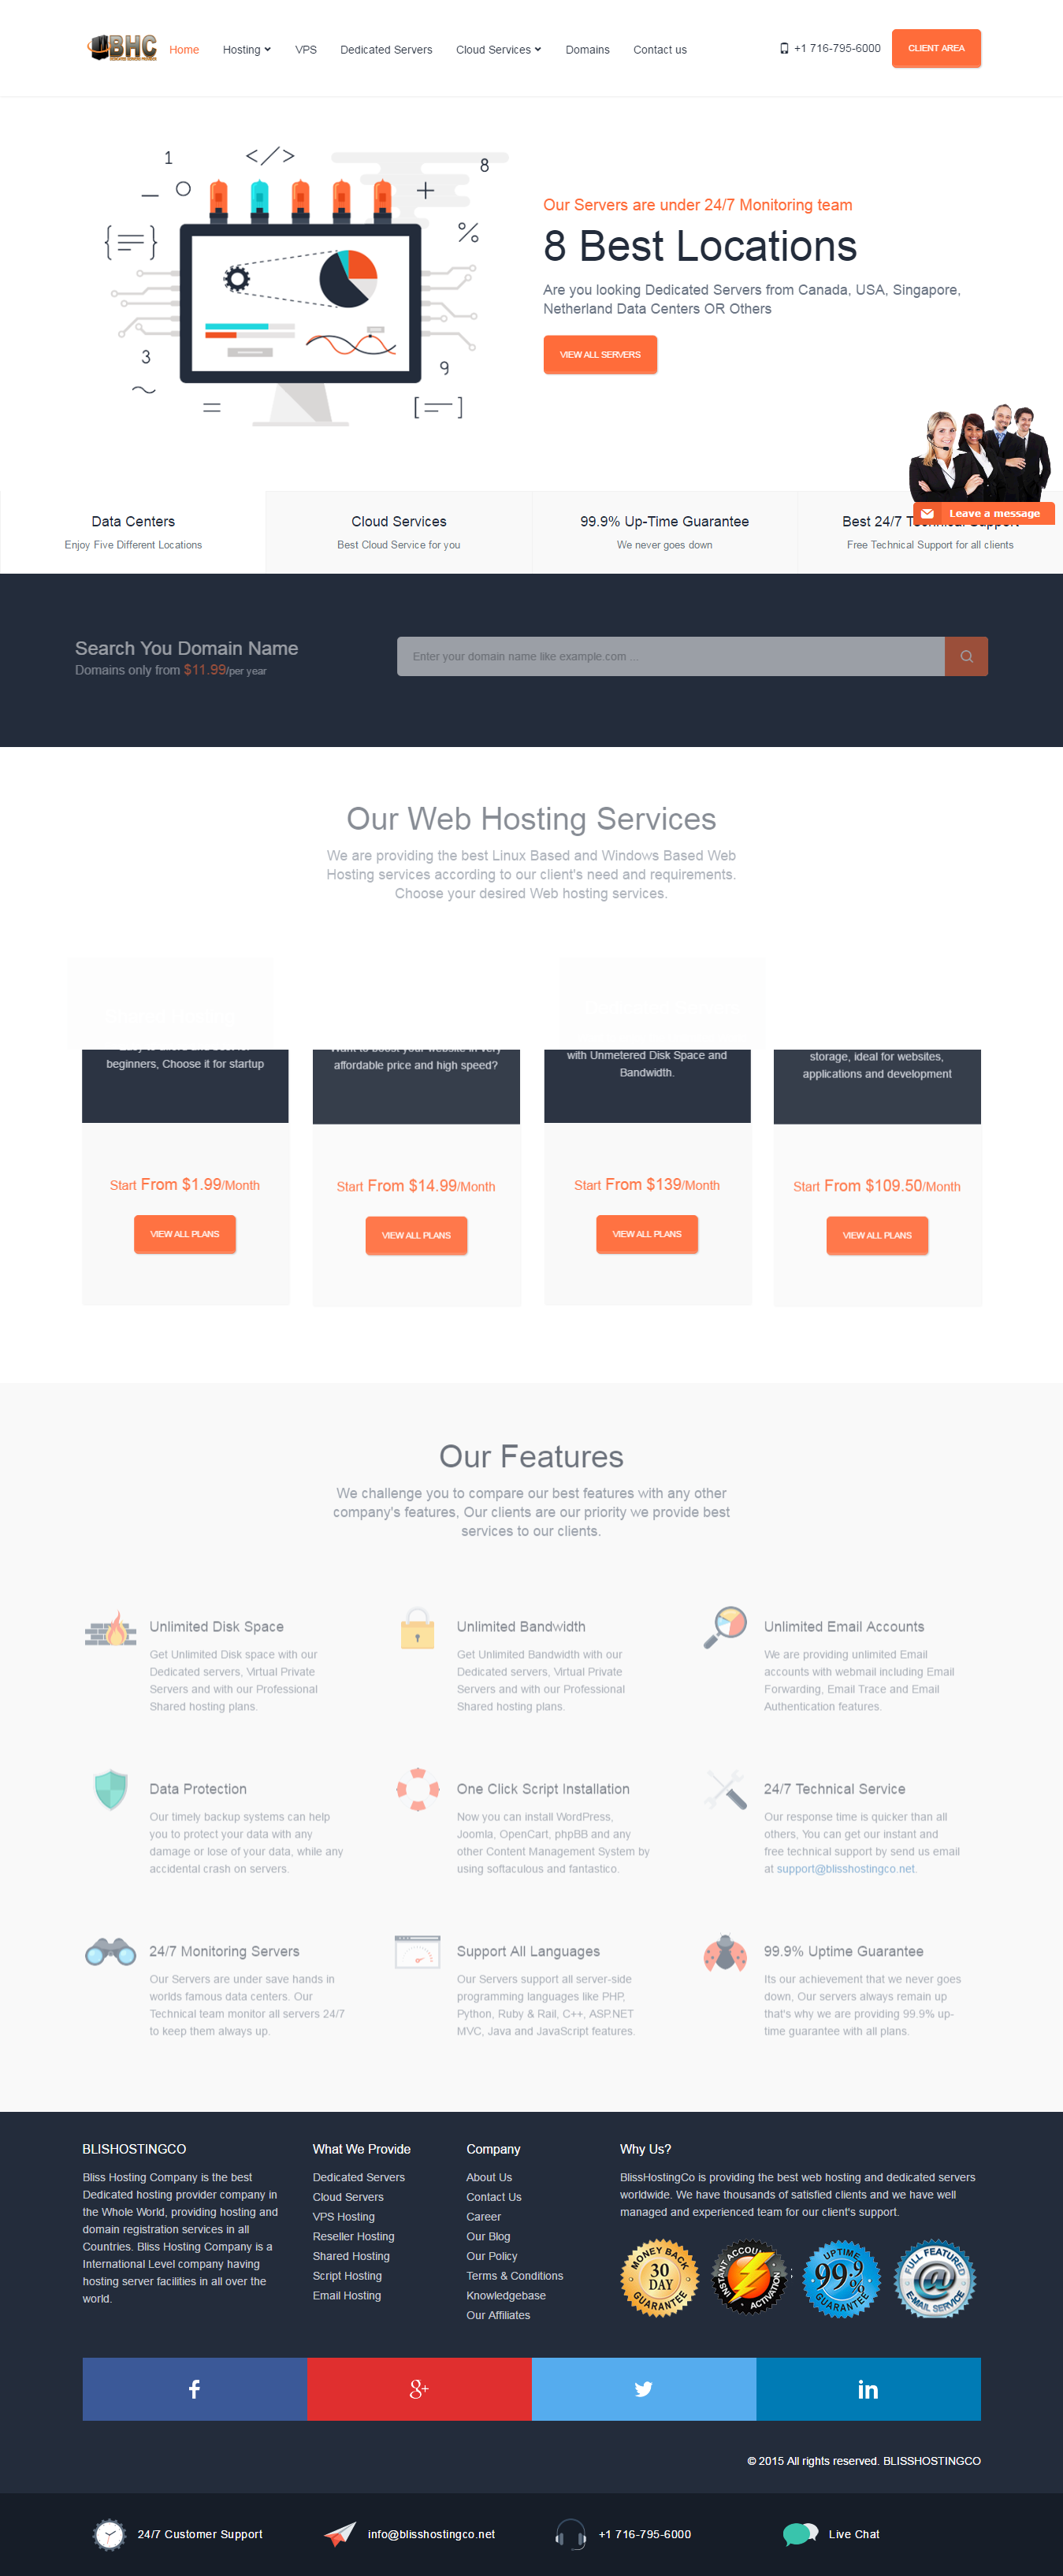 BHC
Home
Hosting
VPS
Dedicated Servers
Cloud Services
Domains
Contact us
+1 716-795-6000
CLIENT AREA
1
8
3
9
Our Servers are under 24/7 Monitoring team
8 Best Locations
Are you looking Dedicated Servers from Canada, USA, Singapore,
Netherland Data Centers OR Others
VIEW ALL SERVERS
Leave a message
Data Centers
Enjoy Five Different Locations
Cloud Services
Best Cloud Service for you
99.9% Up-Time Guarantee
We never goes down
Best 24/7 Technical Support
Free Technical Support for all clients
Search You Domain Name
Domains only from $11.99/per year
Enter your domain name like example.com ...
Our Web Hosting Services
We are providing the best Linux Based and Windows Based Web
Hosting services according to our client's need and requirements.
Choose your desired Web hosting services.
beginners, Choose it for startup
Start From $1.99/Month
VIEW ALL PLANS
Want to boost your website in very
affordable price and high speed?
Start From $14.99/Month
VIEW ALL PLANS
with Unmetered Disk Space and
Bandwidth.
Start From $139/Month
VIEW ALL PLANS
storage, ideal for websites,
applications and development
Start From $109.50/Month
VIEW ALL PLANS
Our Features
We challenge you to compare our best features with any other
company's features, Our clients are our priority we provide best
services to our clients.
Unlimited Disk Space
Get Unlimited Disk space with our
Dedicated servers, Virtual Private
Servers and with our Professional
Shared hosting plans.
Unlimited Bandwidth
Get Unlimited Bandwidth with our
Dedicated servers, Virtual Private
Servers and with our Professional
Shared hosting plans.
Unlimited Email Accounts
We are providing unlimited Email
accounts with webmail including Email
Forwarding, Email Trace and Email
Authentication features.
Data Protection
Our timely backup systems can help
you to protect your data with any
damage or lose of your data, while any
accidental crash on servers.
One Click Script Installation
Now you can install WordPress,
Joomla, OpenCart, phpBB and any
other Content Management System by
using softaculous and fantastico.
24/7 Technical Service
Our response time is quicker than all
others, You can get our instant and
free technical support by send us email
at support@blisshostingco.net.
24/7 Monitoring Servers
Our Servers are under save hands in
worlds famous data centers. Our
Technical team monitor all servers 24/7
to keep them always up.
Support All Languages
Our Servers support all server-side
programming languages like PHP,
Python, Ruby & Rail, C++, ASP.NET
MVC, Java and JavaScript features.
99.9% Uptime Guarantee
Its our achievement that we never goes
down, Our servers always remain up
that's why we are providing 99.9% up-
time guarantee with all plans.
BLISHOSTINGCO
Bliss Hosting Company is the best
Dedicated hosting provider company in
the Whole World, providing hosting and
domain registration services in all
Countries. Bliss Hosting Company is a
International Level company having
hosting server facilities in all over the
world.
What We Provide
Dedicated Servers
Cloud Servers
VPS Hosting
Reseller Hosting
Shared Hosting
Script Hosting
Email Hosting
Company
About Us
Contact Us
Career
Our Blog
Our Policy
Terms & Conditions
Knowledgebase
Our Affiliates
Why Us?
BlissHostingCo is providing the best web hosting and dedicated servers
worldwide. We have thousands of satisfied clients and we have well
managed and experienced team for our client's support.
MONEY BACK
30
DAY
GUARANTEE
INSTANT ACCOUNT
ACTIVATION
UPTIME
99.9%
GUARANTEE
FULL FEATURED
@
EMAIL SERVICE
© 2015 All rights reserved. BLISSHOSTINGCO
24/7 Customer Support
info@blisshostingco.net
+1 716-795-6000
Live Chat